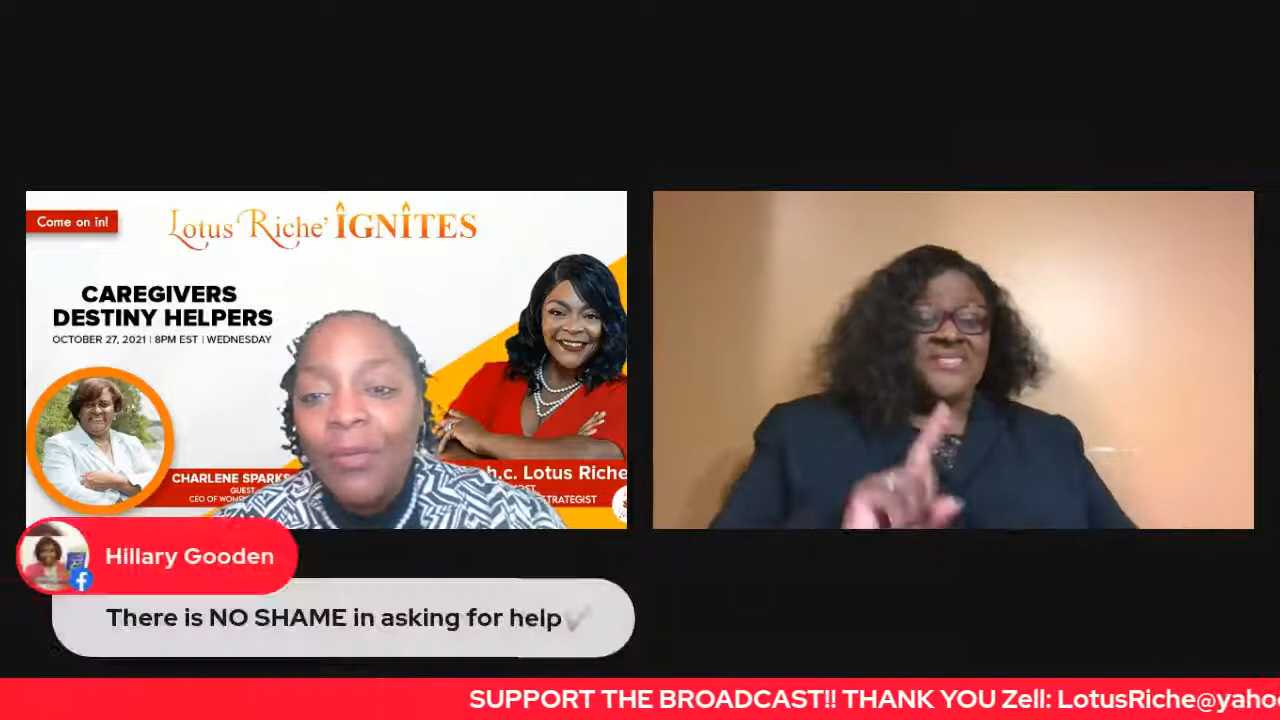 Come on in!
Lotus Riche' IGNITES
CAREGIVERS
DESTINY HELPERS
OCTOBER 27, 2021 | 8PM EST | WEDNESDAY
CHARLENE SPARKS
GUEST
CEO OF
h.c. Lotus Riche
Hillary Gooden
There is NO SHAME in asking for help
SUPPORT THE BROADCAST!! THANK YOU Zell: LotusRiche@yaho